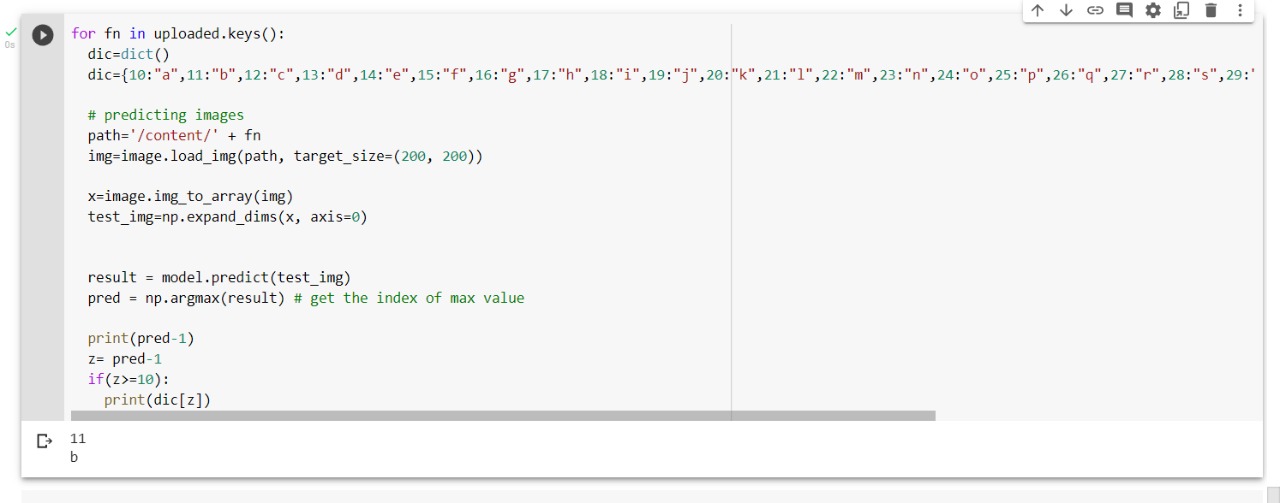 0s
for fn in uploaded.keys():
dic=dict()
dic={10:"a",11:"b",12:"c",13:"d",14:"e",15:"f",16:"g",17:"h",18:"i",19:"j",20:"k",21:"l",22:"m",23:"n",24:"o",25:"p",26:"q",27:"r",28:"s",29:"
# predicting images
path='/content/' + fn
img=image.load_img(path, target_size=(200, 200))
x=image.img_to_array(img)
test_img=np.expand_dims(x, axis=0)
result = model.predict(test_img)
pred = np.argmax(result) # get the index of max value
print(pred-1)
z= pred-1
if(z>=10):
print(dic[z])
11
b